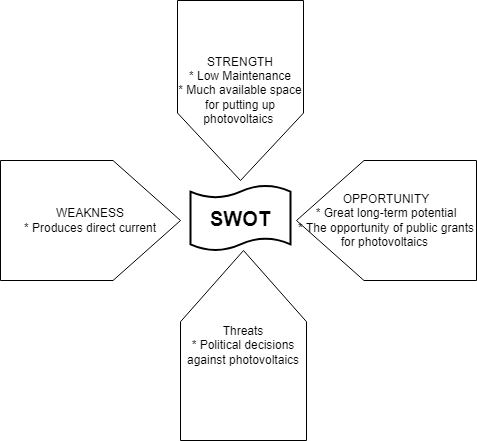 STRENGTH
* Low Maintenance
* Much available space
for putting up
photovoltaics
WEAKNESS
* Produces direct current
SWOT
OPPORTUNITY
* Great long-term potential
* The opportunity of public grants
for photovoltaics
Threats
* Political decisions
against photovoltaics